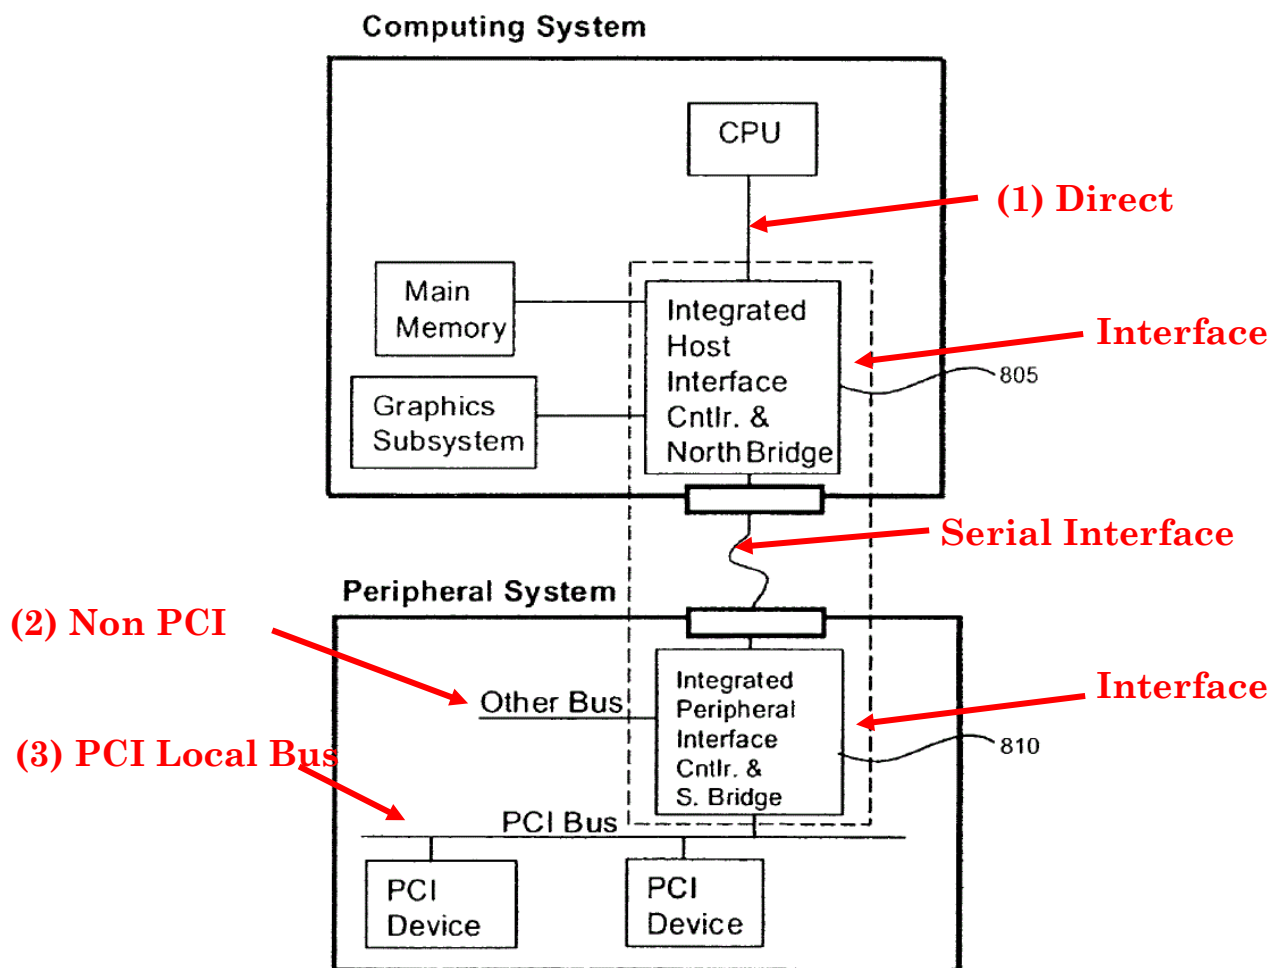 Computing System
CPU
(1) Direct
Main
Memory
Integrated
Host
Interface
Cntlr. &
North Bridge
Interface
805
Graphics
Subsystem
Serial Interface
Peripheral System
(2) Non PCI
Other Bus
Integrated
Peripheral
Interface
Cntlr. &
S. Bridge
Interface
810
(3) PCI Local Bus
PCI Bus
PCI
Device
PCI
Device